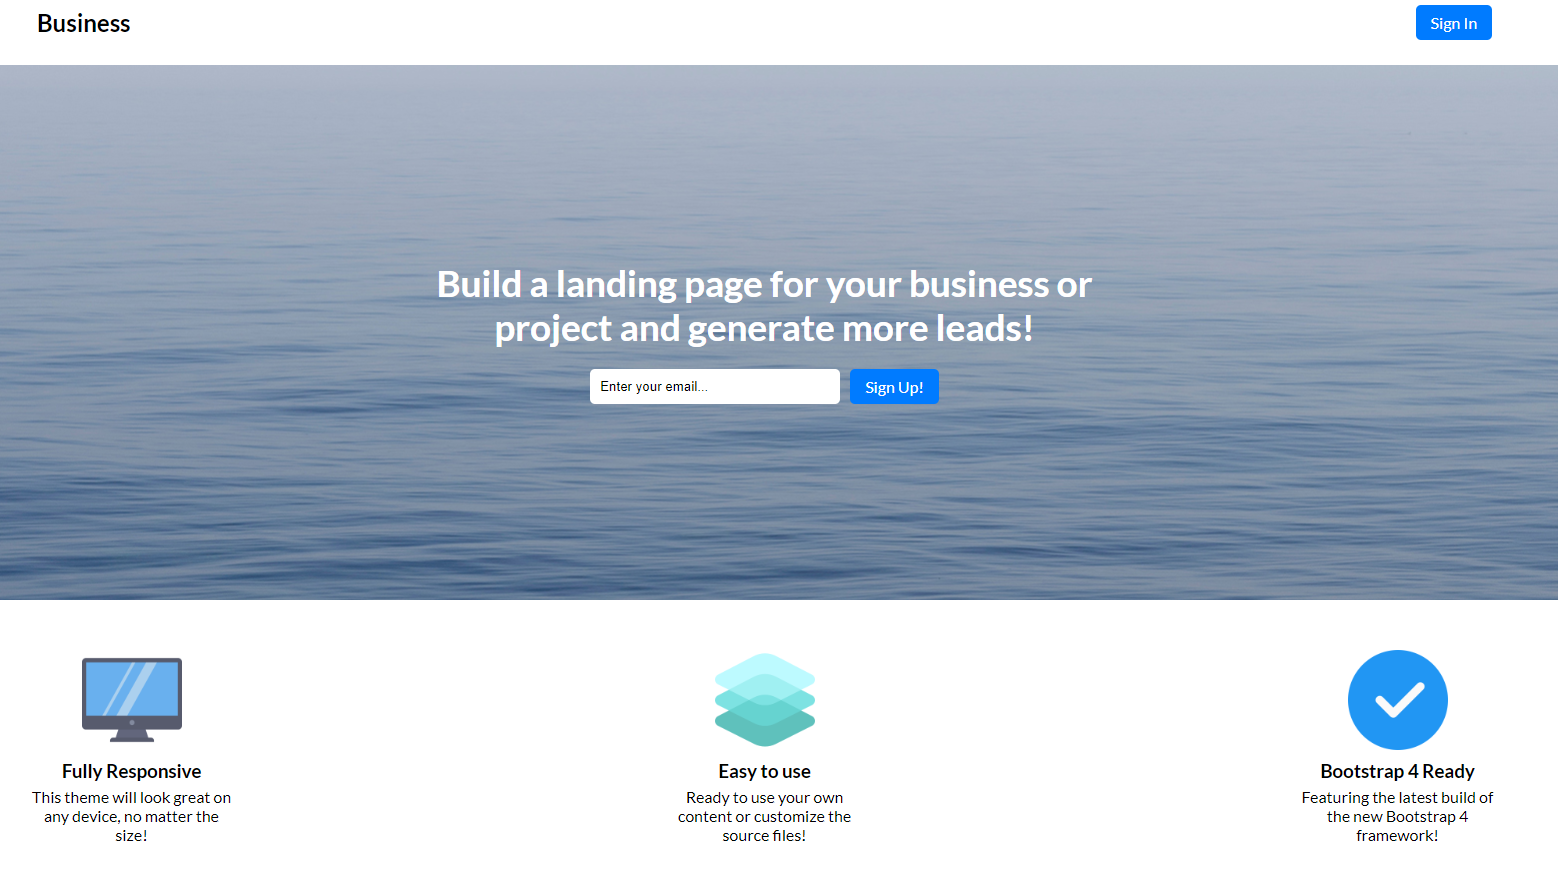 Business
Sign In
Build a landing page for your business or
project and generate more leads!
Enter your email...
Sign Up!
Fully Responsive
This theme will look great on
any device, no matter the
size!
Easy to use
Ready to use your own
content or customize the
source files!
Bootstrap 4 Ready
Featuring the latest build of
the new Bootstrap 4
framework!